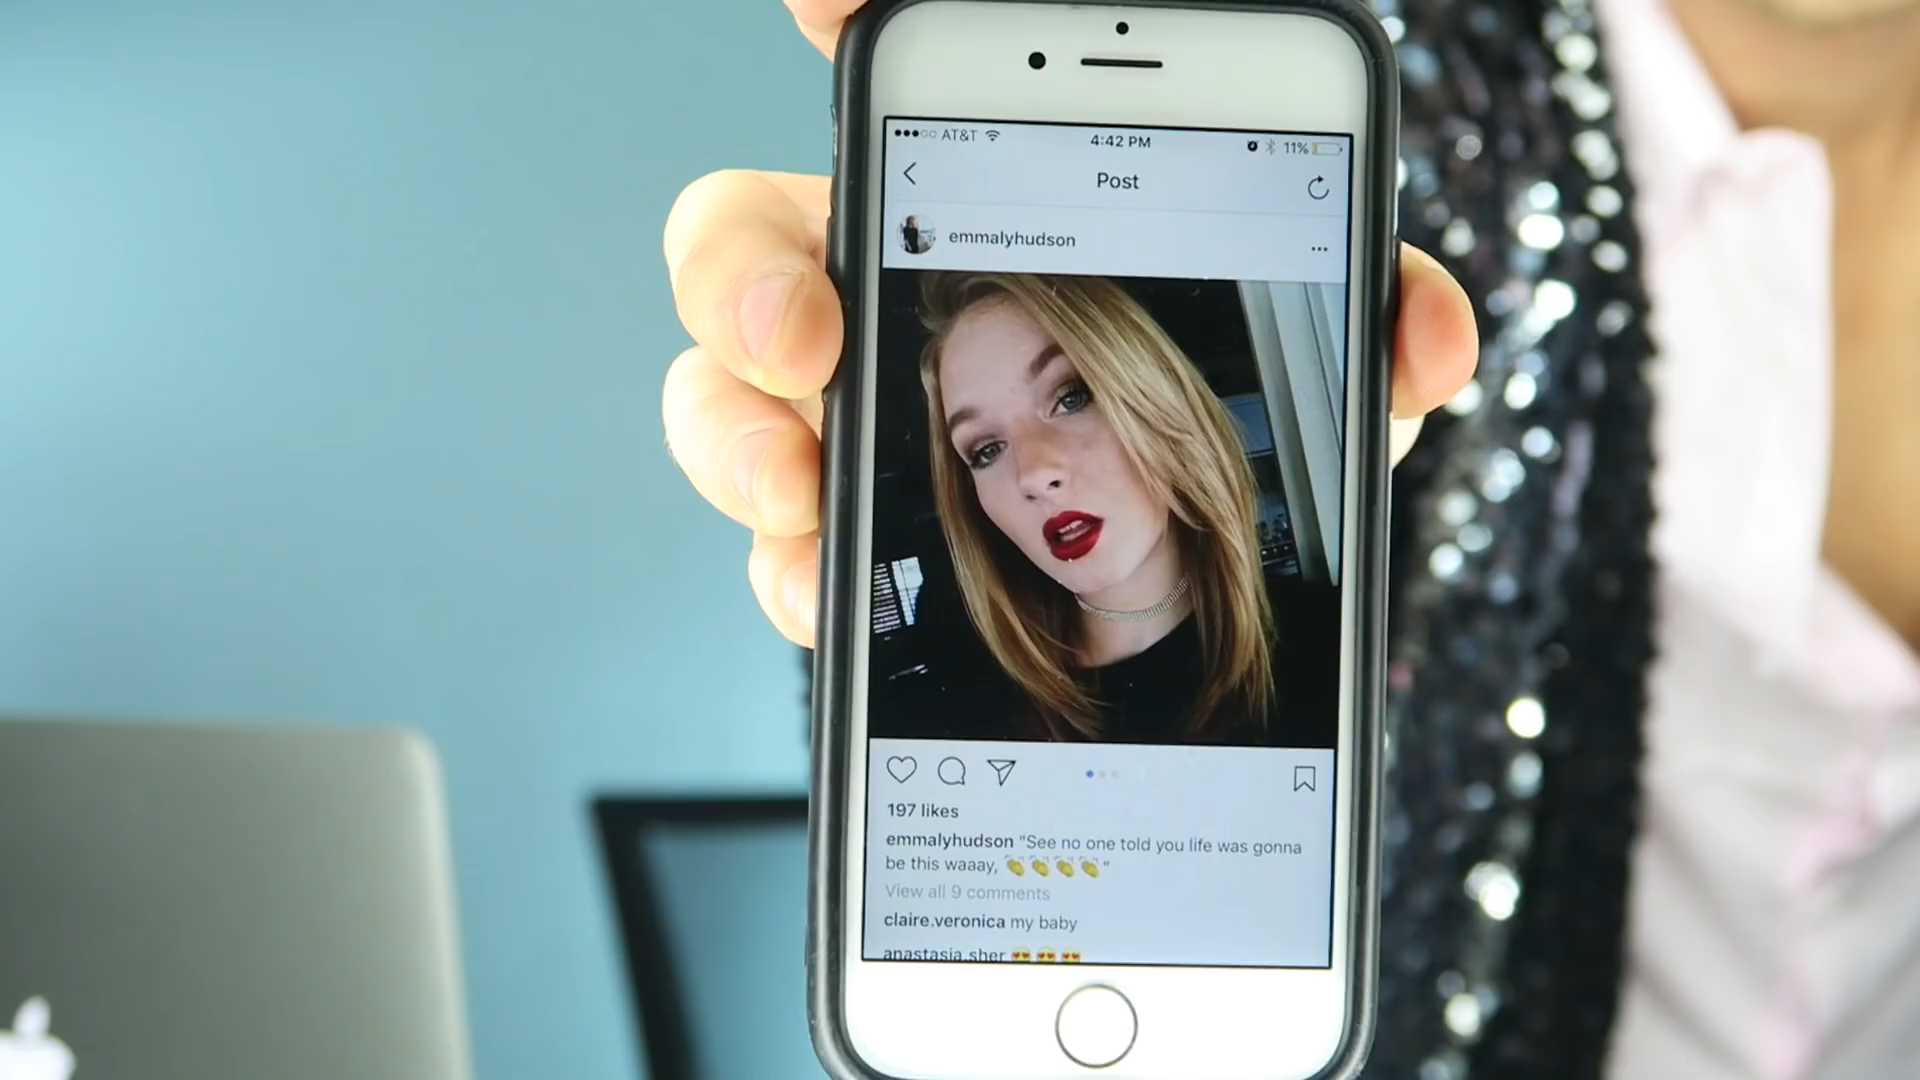 AT&T 4:42 PM 11%
Post
emmalyhudson
197 likes
emmalyhudson "See no one told you life was gonna
be this waaay, 👏👏👏👏"
View all 9 comments
claire.veronica my baby
anastasia.sher 😍😍😍